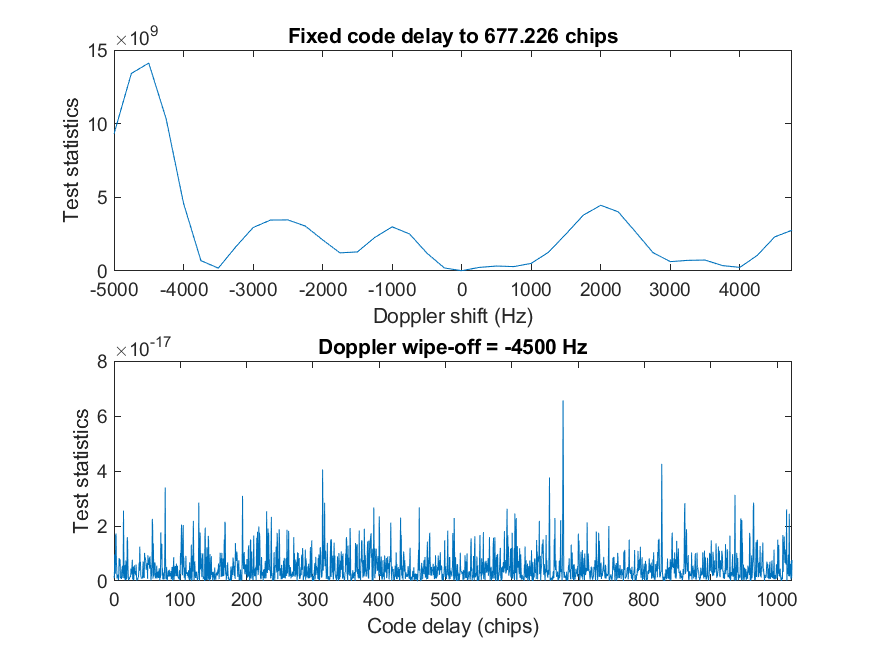 ×10^9
Fixed code delay to 677.226 chips
15
10
5
0
Test statistics
-5000 -4000 -3000 -2000 -1000 0 1000 2000 3000 4000
Doppler shift (Hz)
×10^-17
Doppler wipe-off = -4500 Hz
8
6
4
2
0
Test statistics
0 100 200 300 400 500 600 700 800 900 1000
Code delay (chips)